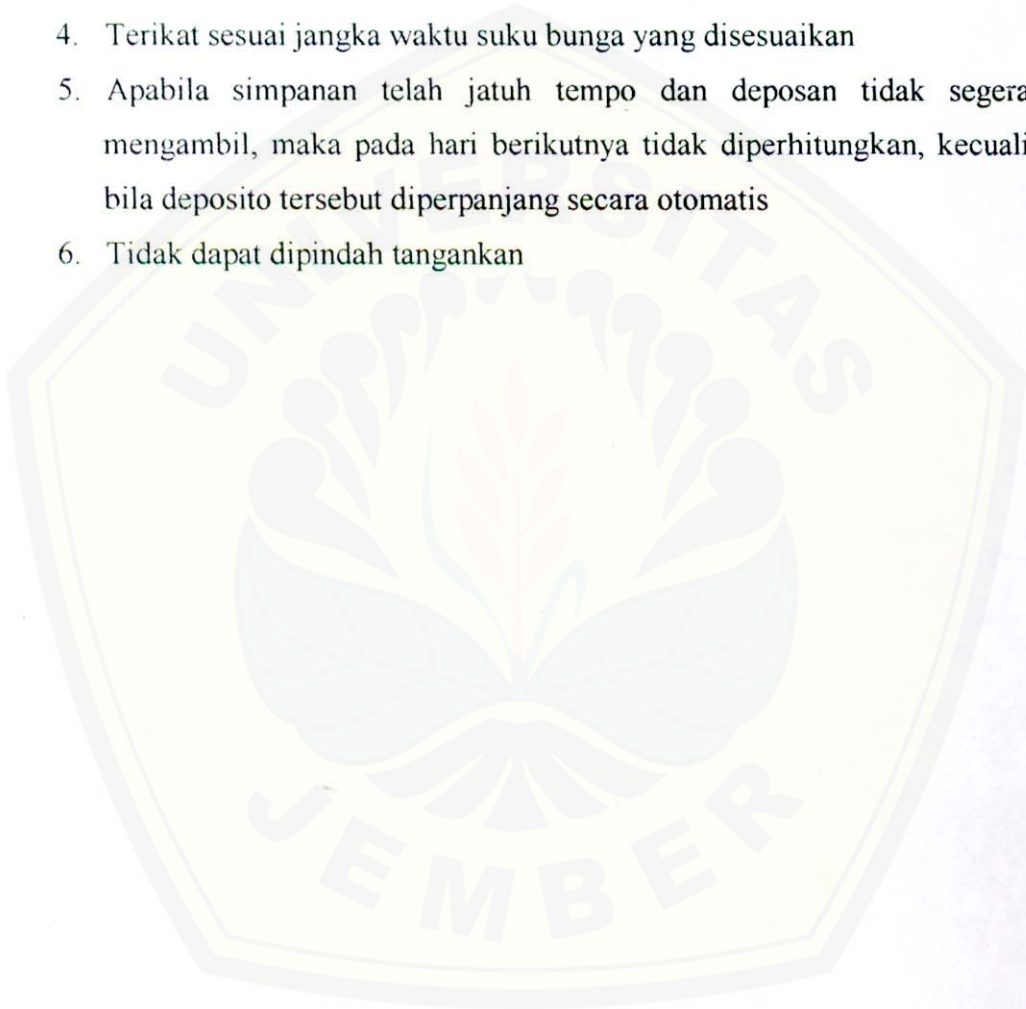 4. Terikat sesuai jangka waktu suku bunga yang disesuaikan
5. Apabila simpanan telah jatuh tempo dan deposan tidak segera
mengambil, maka pada hari berikutnya tidak diperhitungkan, kecuali
bila deposito tersebut diperpanjang secara otomatis
6. Tidak dapat dipindah tangankan
UNIVERSITAS
JEMBER